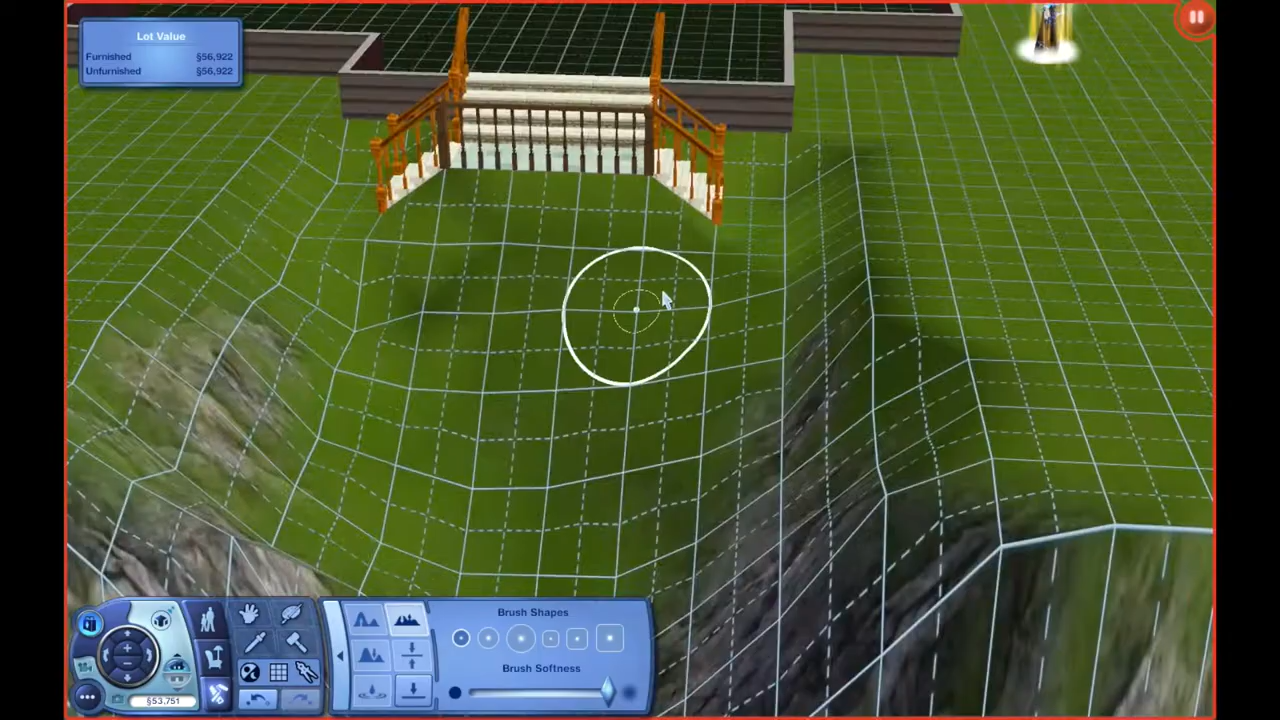 Lot Value
Furnished §56,922
Unfurnished §56,922
Brush Shapes
Brush Softness
§53,751